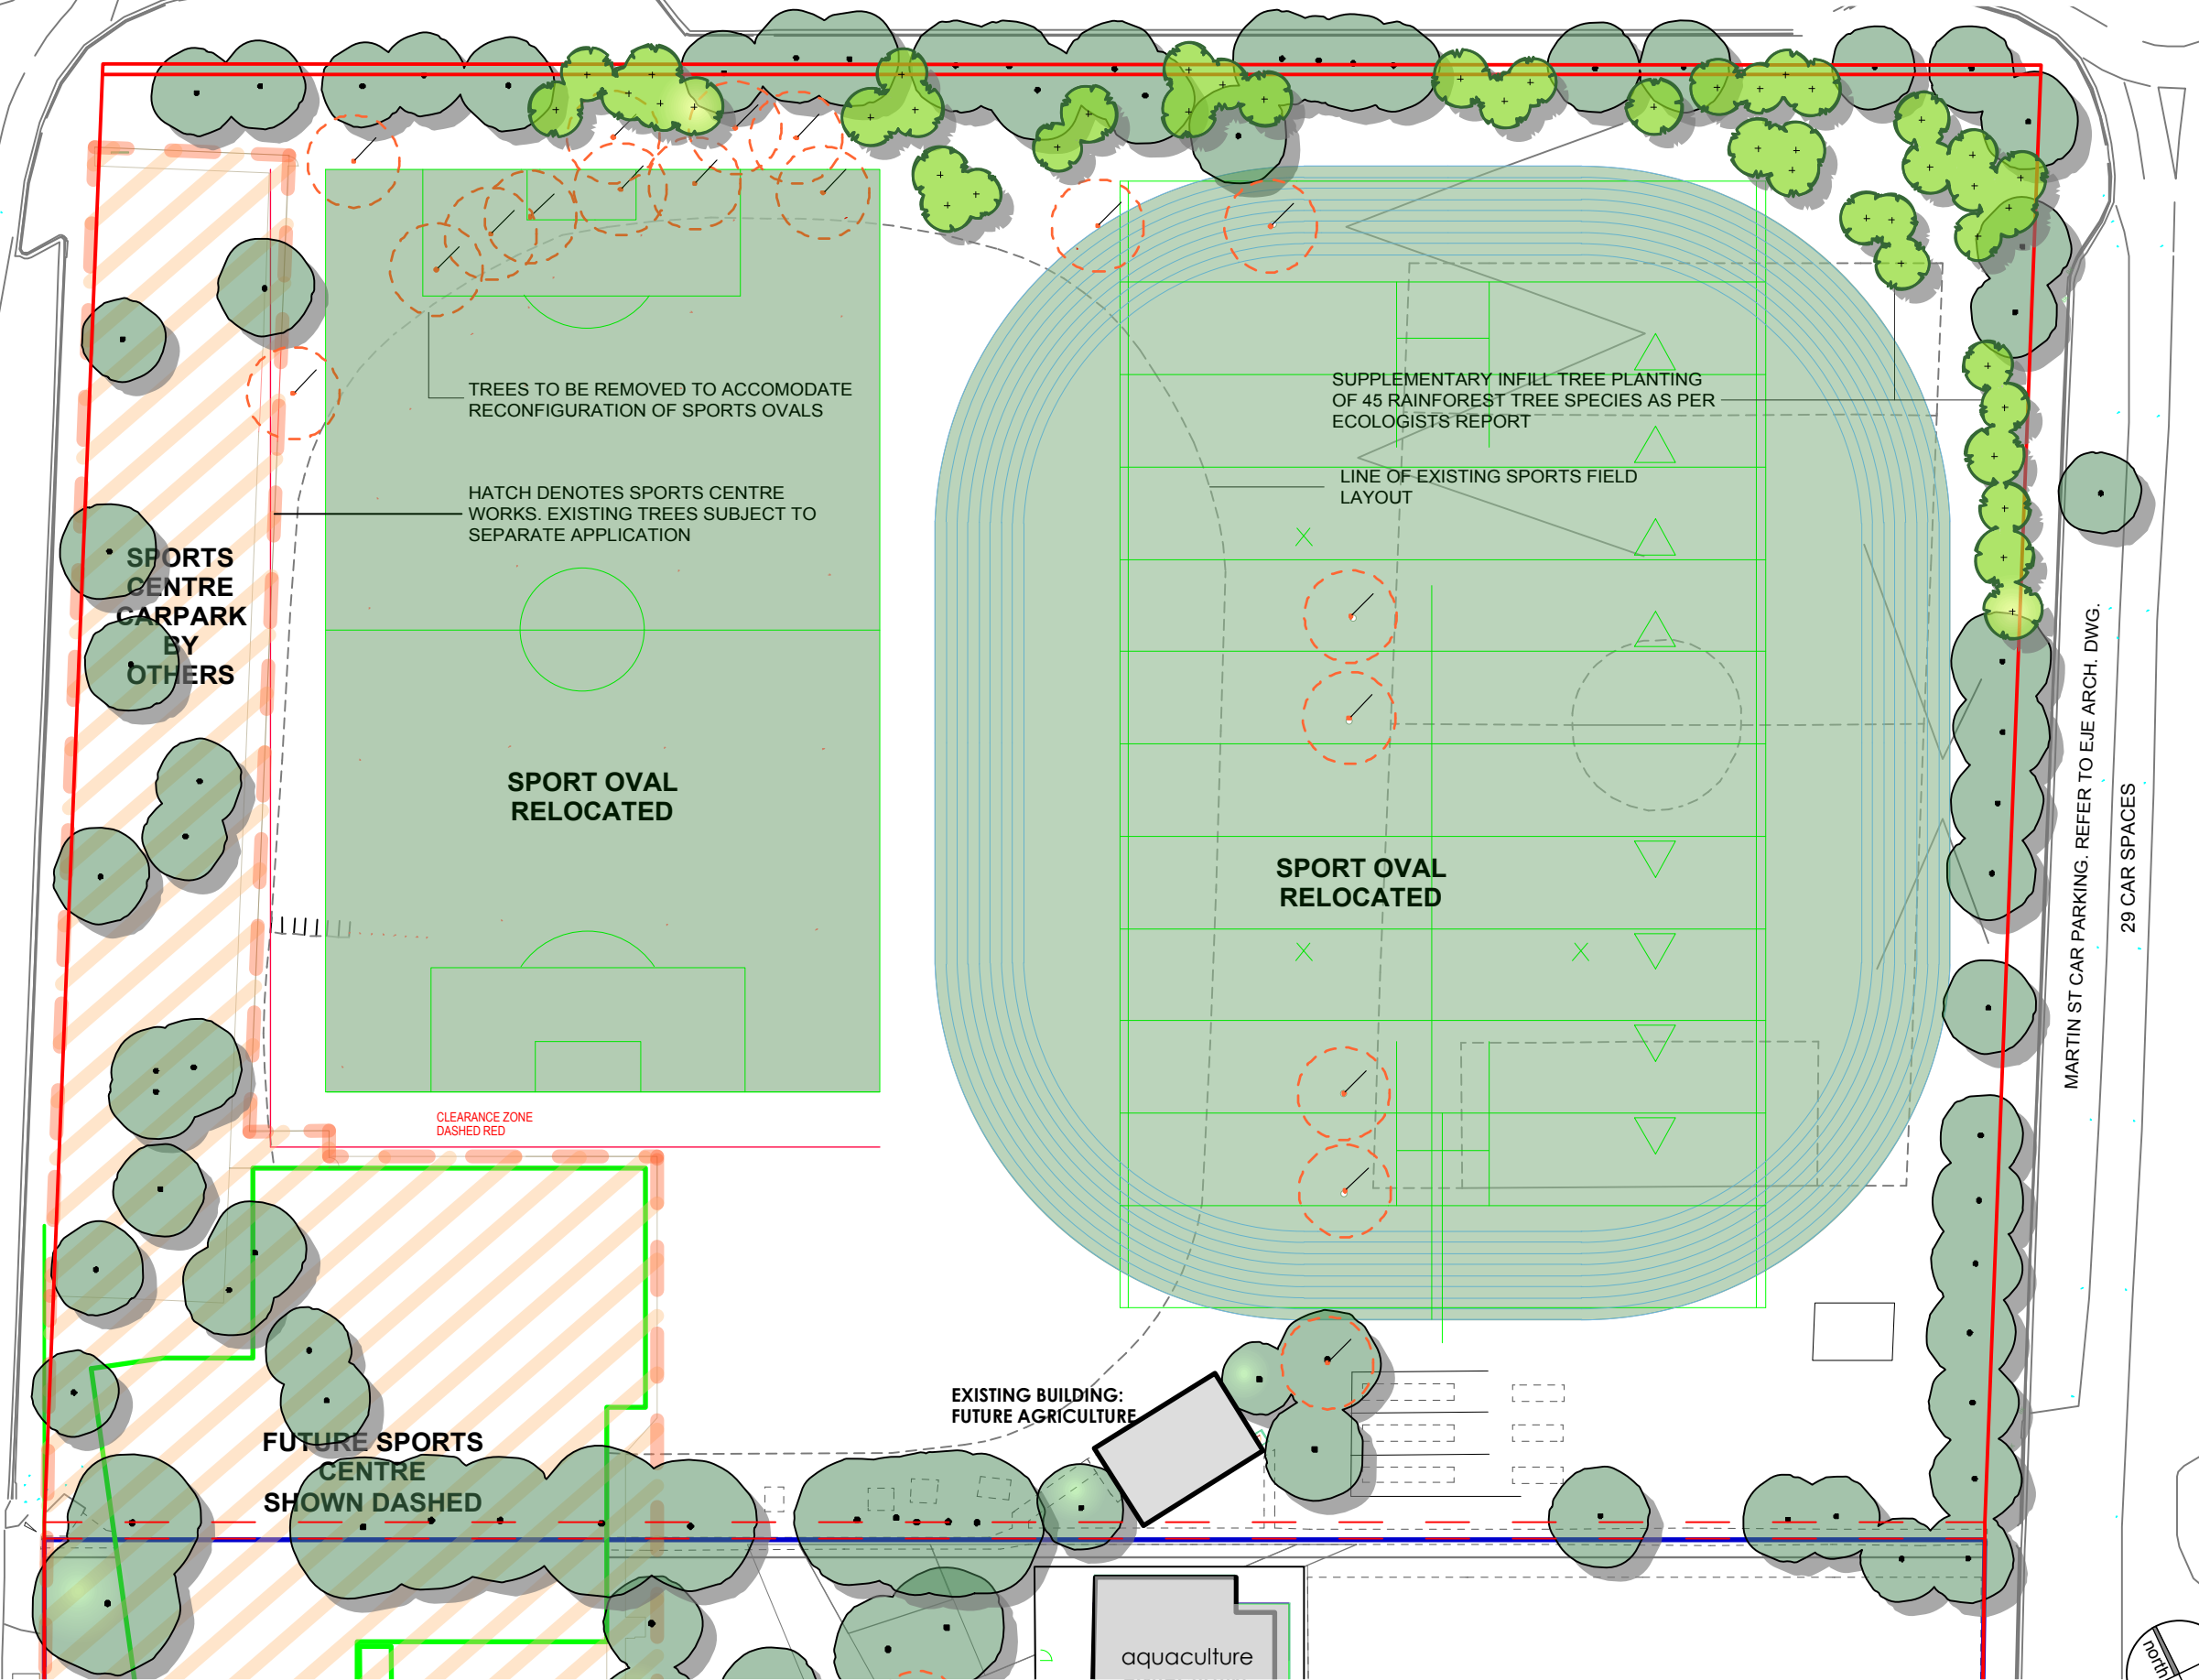 TREES TO BE REMOVED TO ACCOMODATE
RECONFIGURATION OF SPORTS OVALS
SUPPLEMENTARY INFILL TREE PLANTING
OF 45 RAINFOREST TREE SPECIES AS PER
ECOLOGISTS REPORT
LINE OF EXISTING SPORTS FIELD
LAYOUT
HATCH DENOTES SPORTS CENTRE
WORKS. EXISTING TREES SUBJECT TO
SEPARATE APPLICATION
SPORTS
CENTRE
CARPARK
BY
OTHERS
SPORT OVAL
RELOCATED
SPORT OVAL
RELOCATED
MARTIN ST CAR PARKING. REFER TO EJE ARCH. DWG.
29 CAR SPACES
CLEARANCE ZONE
DASHED RED
EXISTING BUILDING:
FUTURE AGRICULTURE
FUTURE SPORTS
CENTRE
SHOWN DASHED
aquaculture
north